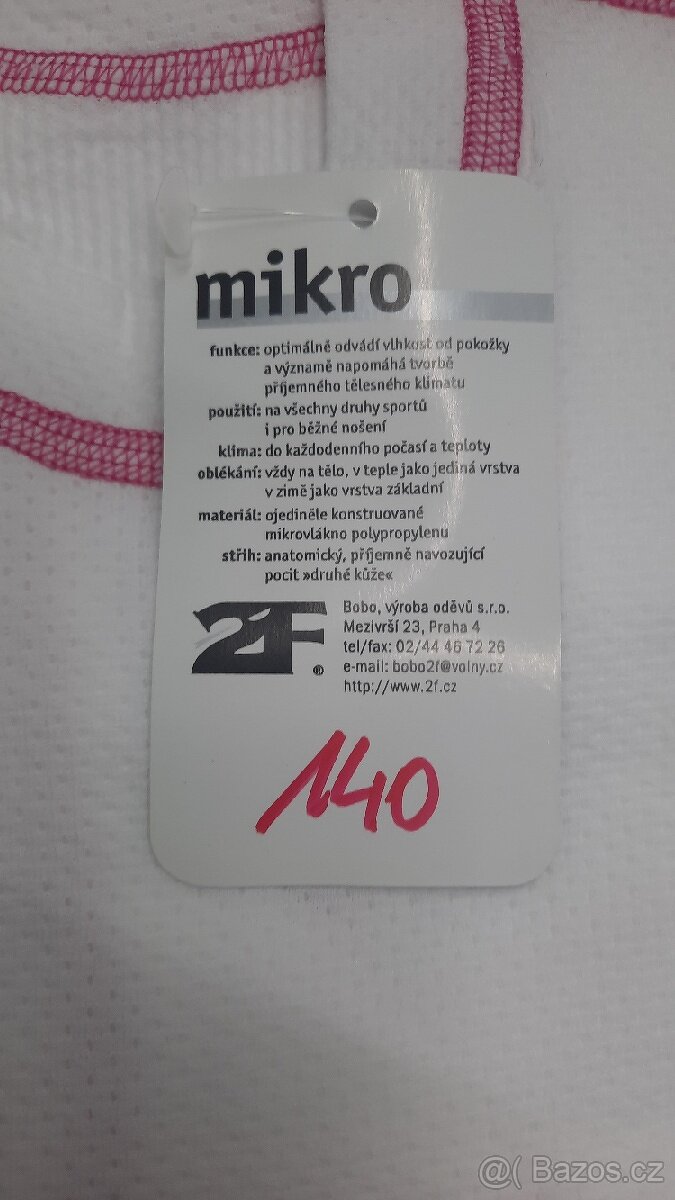 mikro
funkce: optimálně odvádí vlhkost od pokožky
a významě napomáhá tvorbě
příjemného tělesného klimatu
použití: na všechny druhy sportů
i pro běžné nošení
klima: do každodenního počasí a teploty
oblékání: vždy na tělo, v teple jako jediná vrstva
v zimě jako vrstva základní
materiál: ojediněle konstruované
mikrovlákno polypropylenu
střih: anatomický, příjemně navozující
pocit »druhé kůže«
2F®
Bobo, výroba oděvů s.r.o.
Mezivrší 23, Praha 4
tel/fax: 02/44 46 72 26
e-mail: bobo2f@volny.cz
http://www.2f.cz
140
@( Bazos.cz